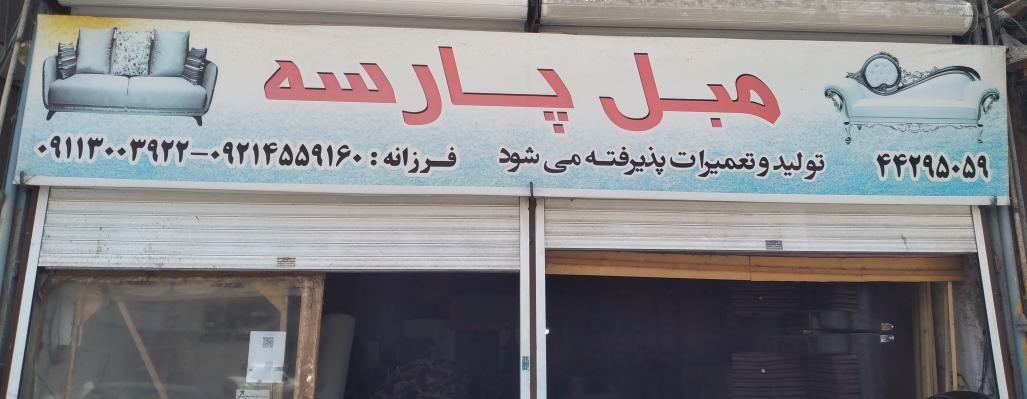 مبل پارسه
۴۴۲۹۵۰۵۹ تولید و تعمیرات پذیرفته می شود فرزانه : ۰۹۲۱۴۵۵۹۱۶۰-۰۹۱۱۳۰۰۳۹۲۲